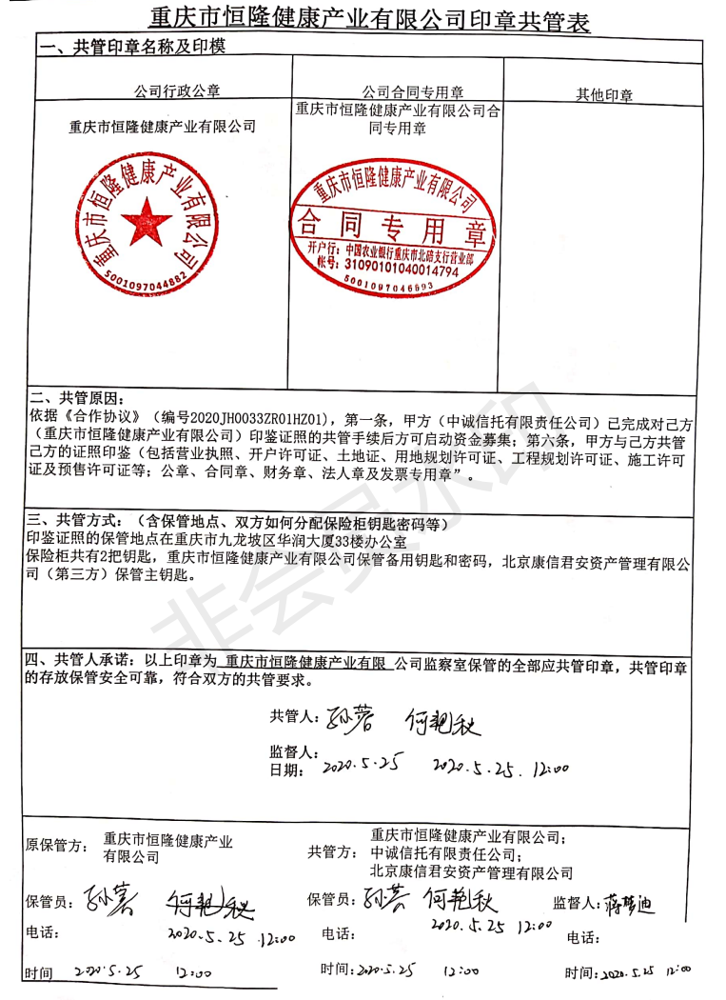 重庆市恒隆健康产业有限公司印章共管表
一、共管印章名称及印模
公司行政公章
公司合同专用章
其他印章
重庆市恒隆健康产业有限公司
重庆市恒隆健康产业有限公司合
同专用章
重庆市恒隆健康产业有限公司
5001097044882
重庆市恒隆健康产业有限公司
合同专用章
开户行：中国农业银行重庆市北碚支行营业部
帐号：31090101040014794
5001097046693
二、共管原因：
依据《合作协议》（编号2020JH0033ZR01HZ01），第一条，甲方（中诚信托有限责任公司）已完成对己方
（重庆市恒隆健康产业有限公司）印鉴证照的共管手续后方可启动资金募集；第六条，甲方与己方共管
己方的证照印鉴（包括营业执照、开户许可证、土地证、用地规划许可证、工程规划许可证、施工许可
证及预售许可证等；公章、合同章、财务章、法人章及发票专用章”。
三、共管方式：（含保管地点、双方如何分配保险柜钥匙密码等）
印鉴证照的保管地点在重庆市九龙坡区华润大厦33楼办公室
保险柜共有2把钥匙，重庆市恒隆健康产业有限公司保管备用钥匙和密码，北京康信君安资产管理有限公
司（第三方）保管主钥匙。
四、共管人承诺：以上印章为 重庆市恒隆健康产业有限 公司监察室保管的全部应共管印章，共管印章
的存放保管安全可靠，符合双方的共管要求。
共管人：孙蓉 何艳秋
监督人：
日期： 2020.5.25 2020.5.25. 12:00
原保管方： 重庆市恒隆健康产业
有限公司
共管方： 重庆市恒隆健康产业有限公司；
中诚信托有限责任公司；
北京康信君安资产管理有限公司
保管员：孙蓉 何艳秋
保管员：孙蓉 何艳秋
监督人：蒋梦迪
电话： 2020.5.25 12:00
电话： 2020.5.25 12:00
电话：
时间 2020.5.25 12:00
时间：2020.5.25 12:00
时间：2020.5.25 12:00
非会员水印